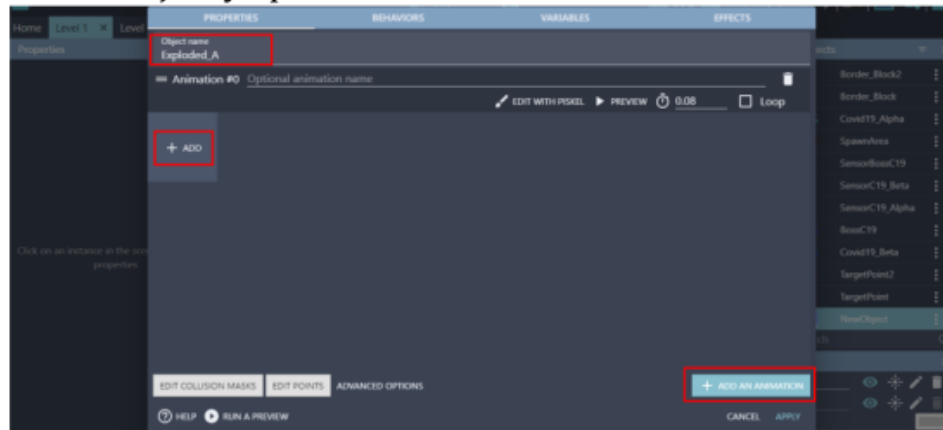 PROPERTIES BEHAVIORS VARIABLES EFFECTS
Home Level 1 × Level
Properties
Object name
Exploded_A
Animation #0 Optional animation name
EDIT WITH PISKEL PREVIEW 0.08 Loop
+ ADD
Border_Block2
Border_Block
Covid19_Alpha
SpawnArea
SensorBossC19
SensorC19_Beta
SensorC19_Alpha
BossC19
Covid19_Beta
TargetPoint2
TargetPoint
NewObject
Click on an instance in the
properties
EDIT COLLISION MASKS EDIT POINTS ADVANCED OPTIONS + ADD AN ANIMATION
HELP RUN A PREVIEW CANCEL APPLY